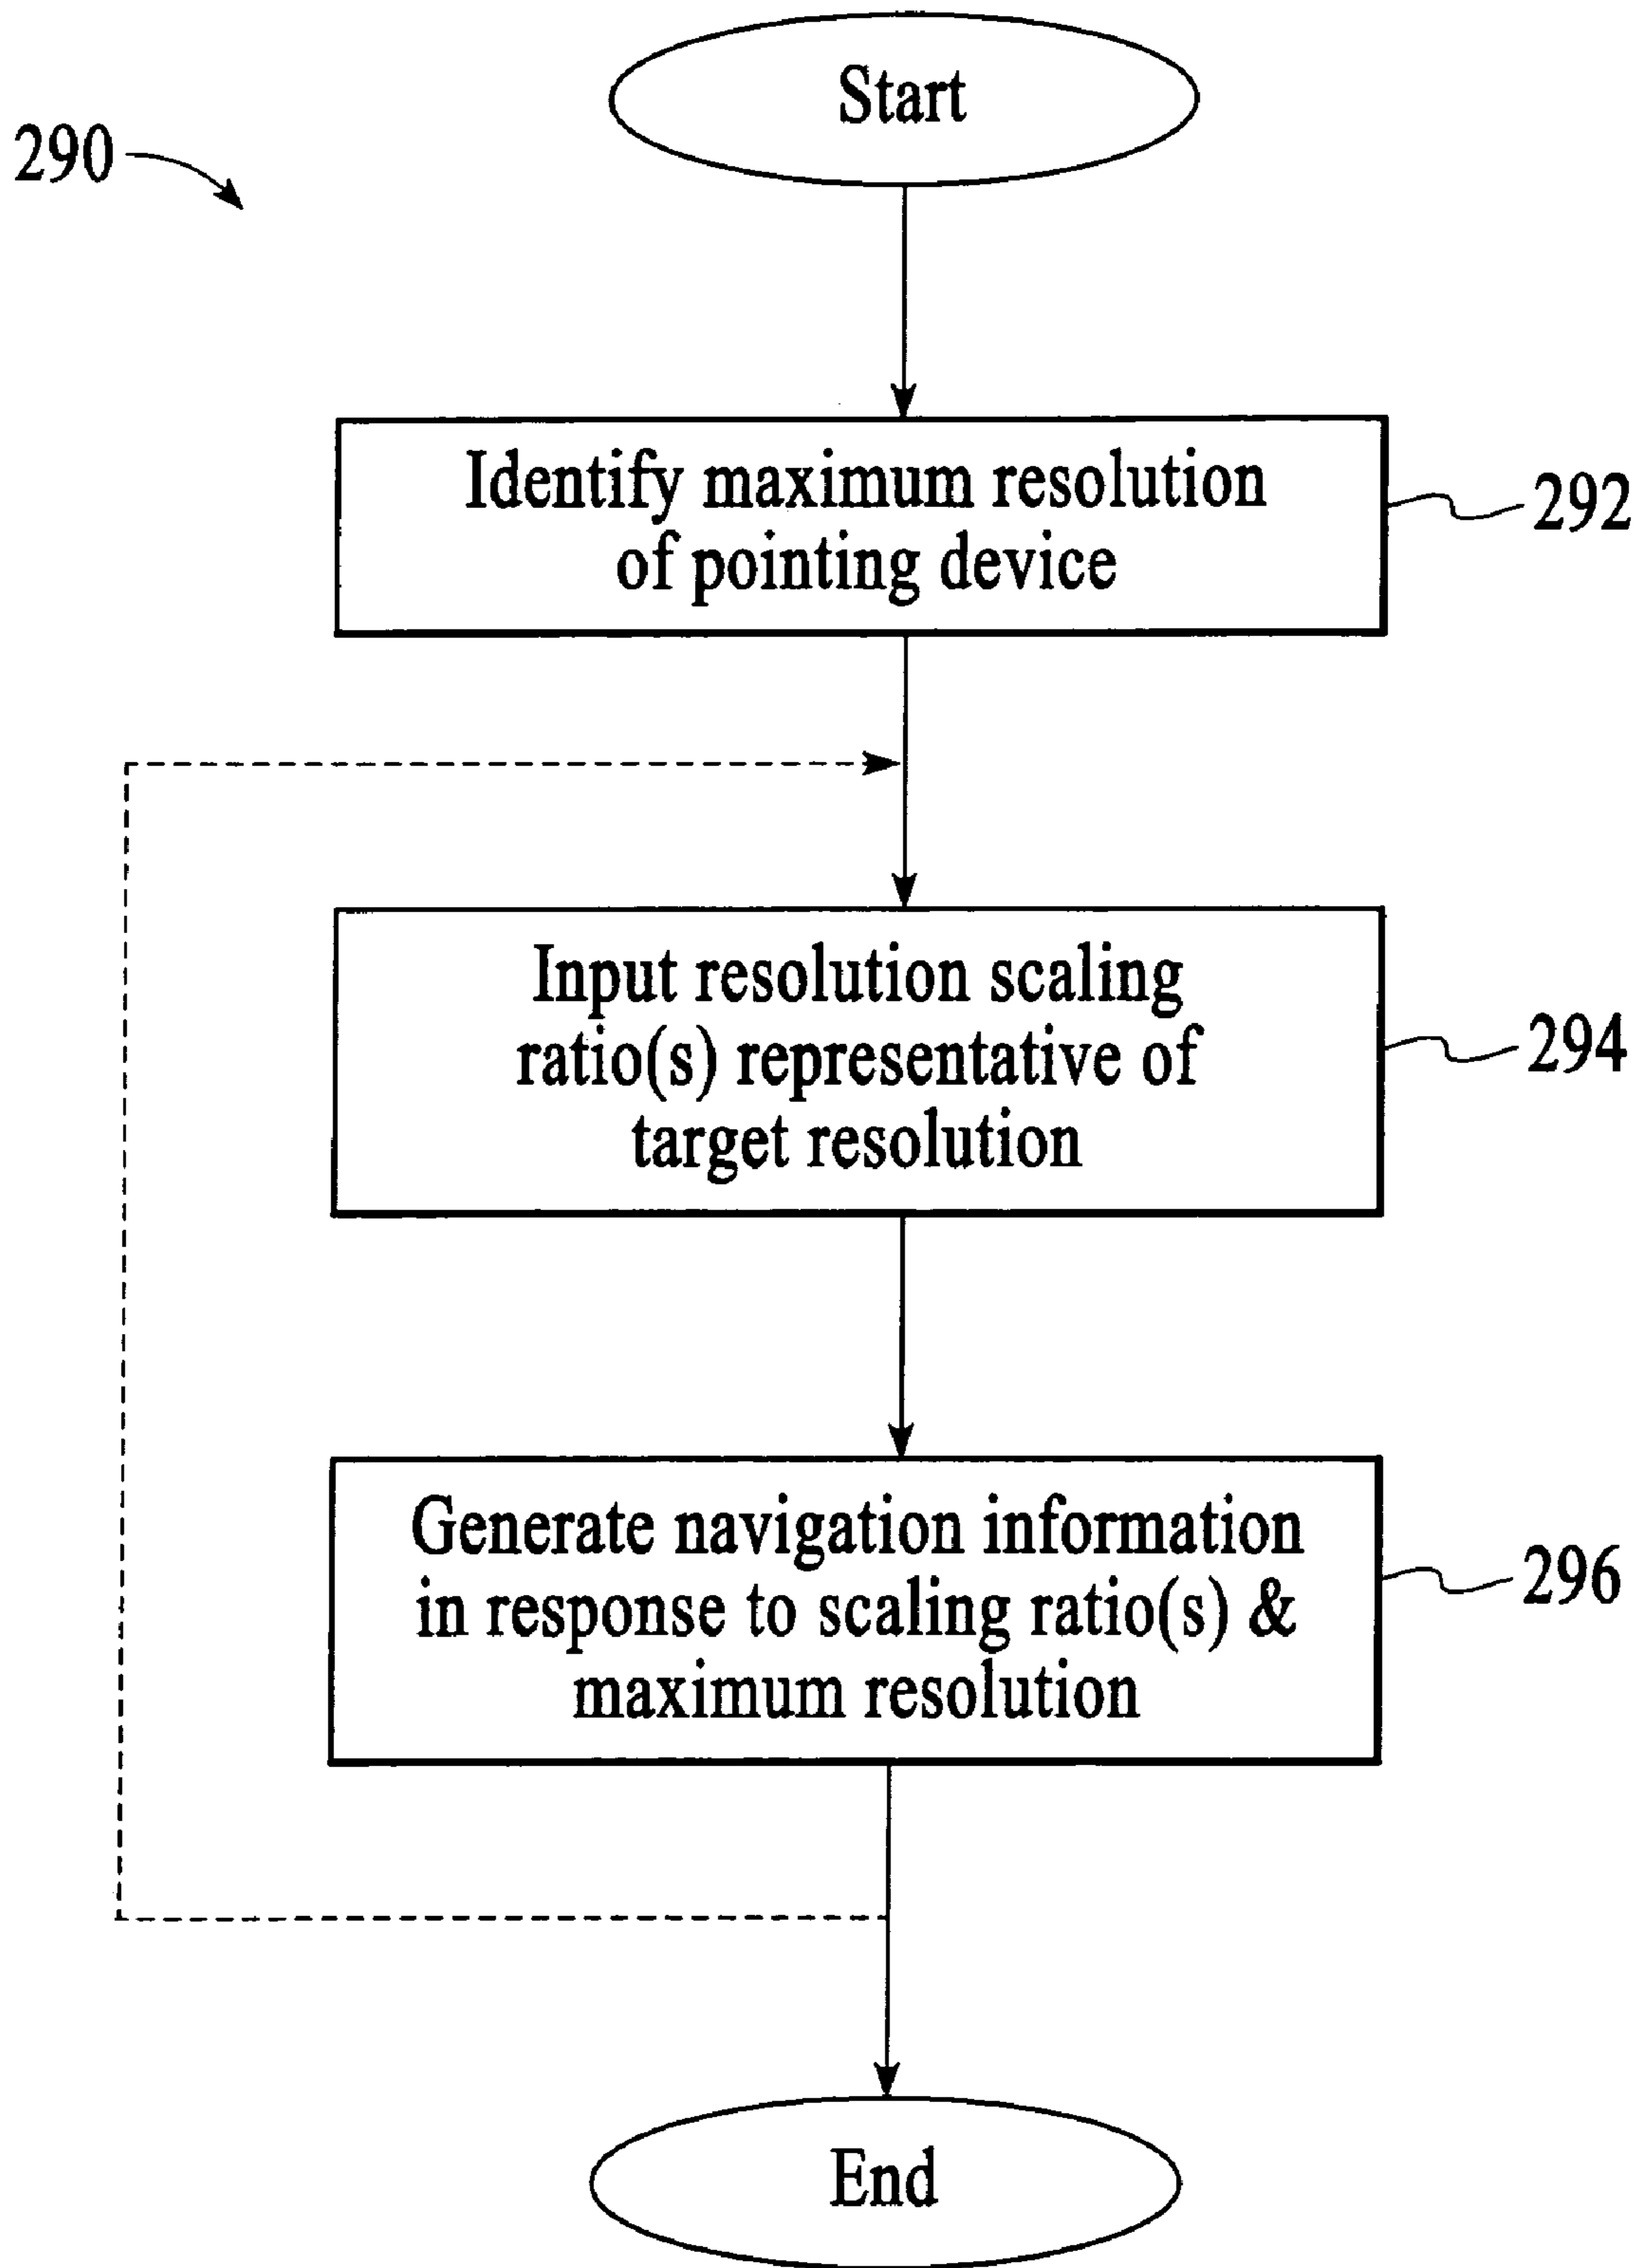 Start
290
Identify maximum resolution
of pointing device
292
Input resolution scaling
ratio(s) representative of
target resolution
294
Generate navigation information
in response to scaling ratio(s) &
maximum resolution
296
End